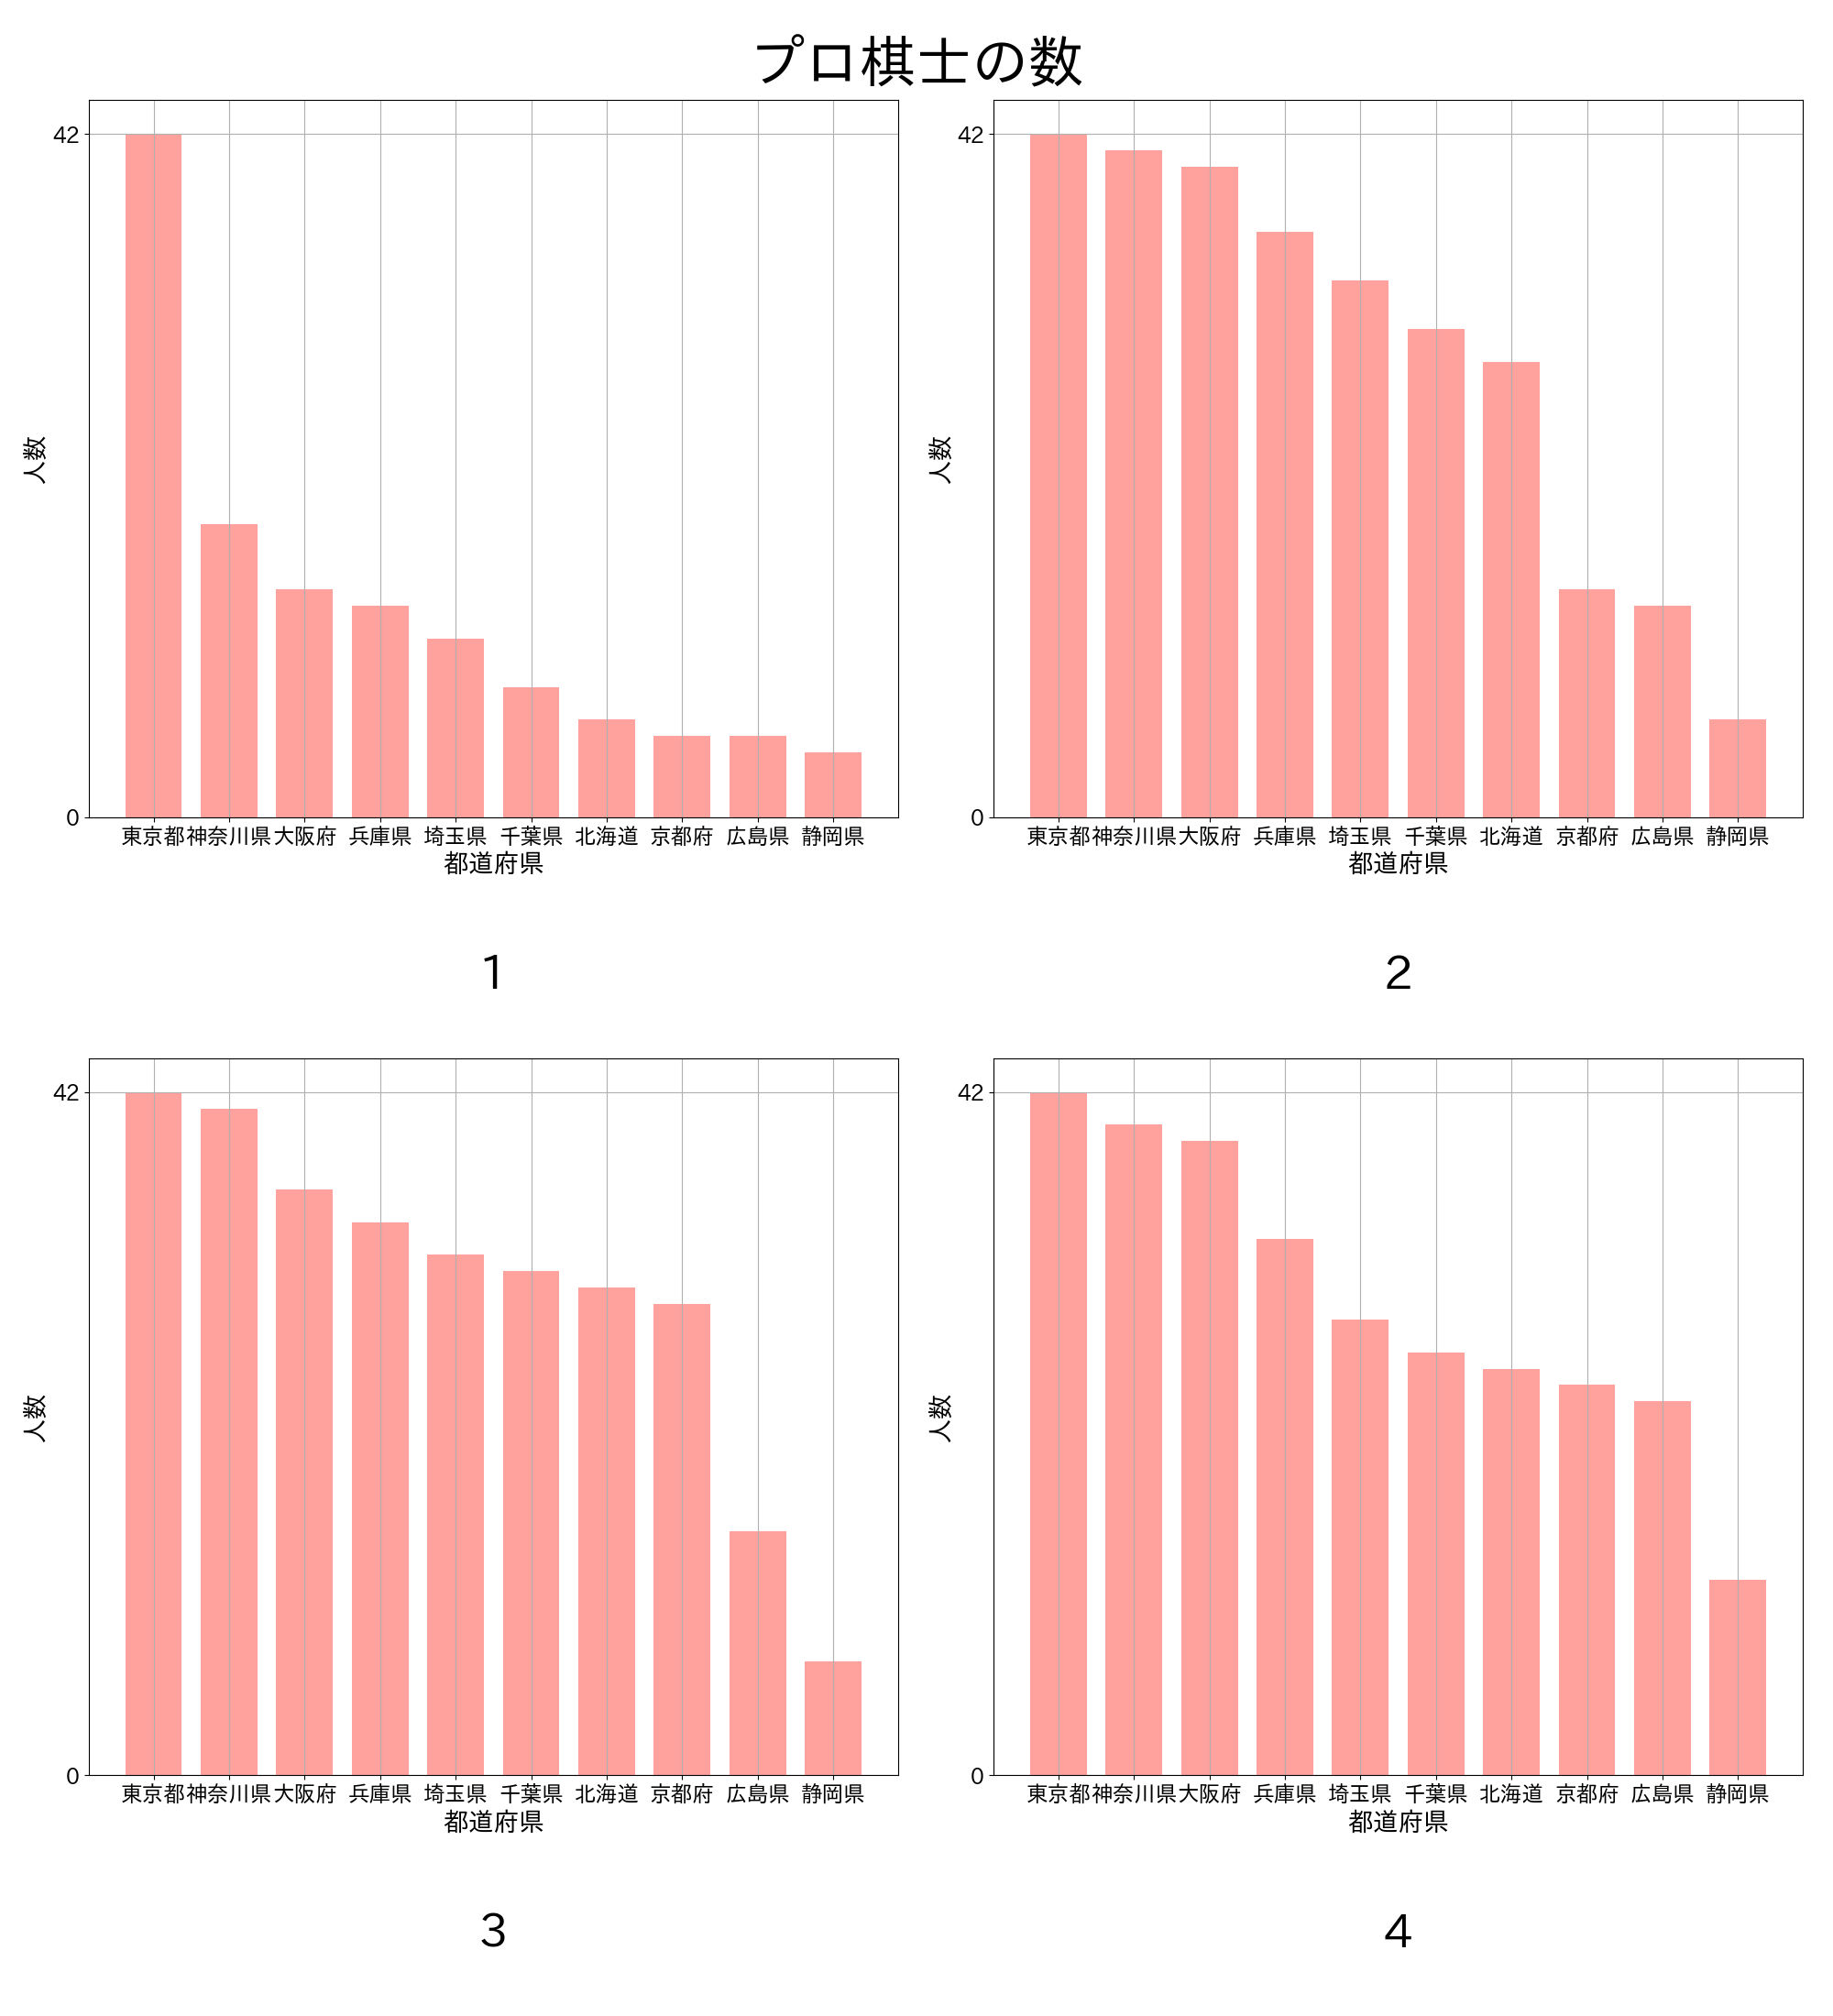 プロ棋士の数
42
0
人数
東京都 神奈川県 大阪府 兵庫県 埼玉県 千葉県 北海道 京都府 広島県 静岡県
都道府県
1
42
0
人数
東京都 神奈川県 大阪府 兵庫県 埼玉県 千葉県 北海道 京都府 広島県 静岡県
都道府県
2
42
0
人数
東京都 神奈川県 大阪府 兵庫県 埼玉県 千葉県 北海道 京都府 広島県 静岡県
都道府県
3
42
0
人数
東京都 神奈川県 大阪府 兵庫県 埼玉県 千葉県 北海道 京都府 広島県 静岡県
都道府県
4